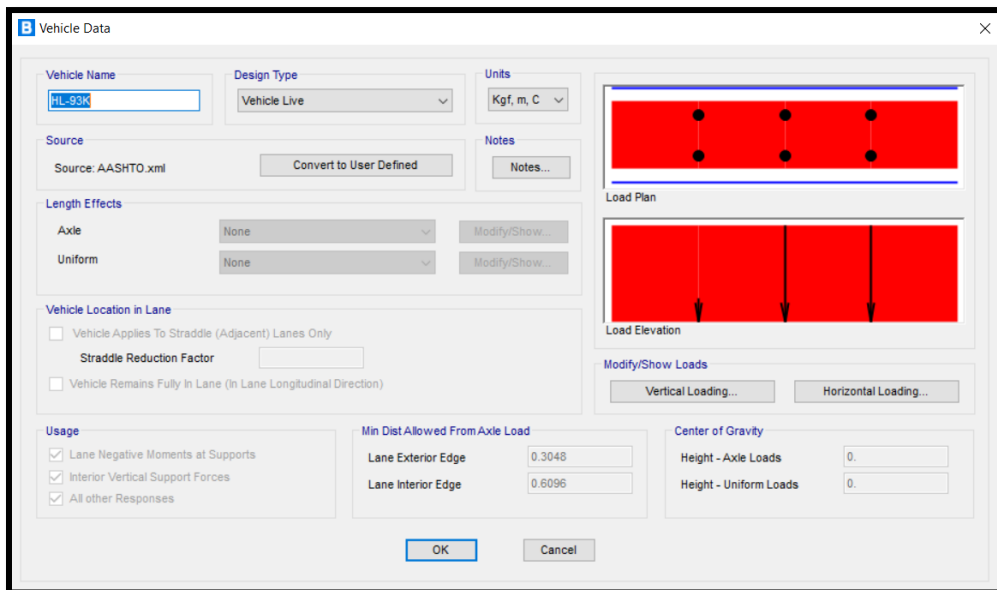 B Vehicle Data
Vehicle Name
HL-93K
Design Type
Vehicle Live
Units
Kgf, m, C
Source
Source: AASHTO.xml
Convert to User Defined
Notes
Notes...
Load Plan
Length Effects
Axle
None
Modify/Show...
Uniform
None
Modify/Show...
Load Elevation
Vehicle Location in Lane
Vehicle Applies To Straddle (Adjacent) Lanes Only
Straddle Reduction Factor
Vehicle Remains Fully In Lane (In Lane Longitudinal Direction)
Modify/Show Loads
Vertical Loading...
Horizontal Loading...
Usage
Lane Negative Moments at Supports
Interior Vertical Support Forces
All other Responses
Min Dist Allowed From Axle Load
Lane Exterior Edge
0.3048
Lane Interior Edge
0.6096
Center of Gravity
Height - Axle Loads
0.
Height - Uniform Loads
0.
OK
Cancel